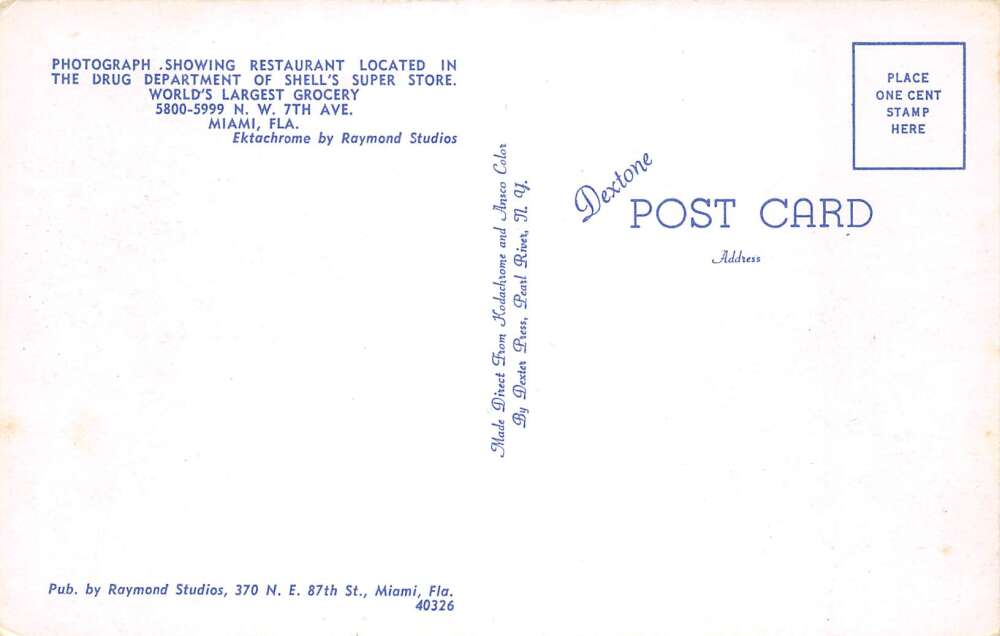 PHOTOGRAPH .SHOWING RESTAURANT LOCATED IN
THE DRUG DEPARTMENT OF SHELL'S SUPER STORE.
WORLD'S LARGEST GROCERY
5800-5999 N. W. 7TH AVE.
MIAMI, FLA.
Ektachrome by Raymond Studios
Pub. by Raymond Studios, 370 N. E. 87th St., Miami, Fla.
40326
Made Direct From Kodachrome and Ansco Color
By Dexter Press, Pearl River, N. Y.
PLACE
ONE CENT
STAMP
HERE
Dextone
POST CARD
Address